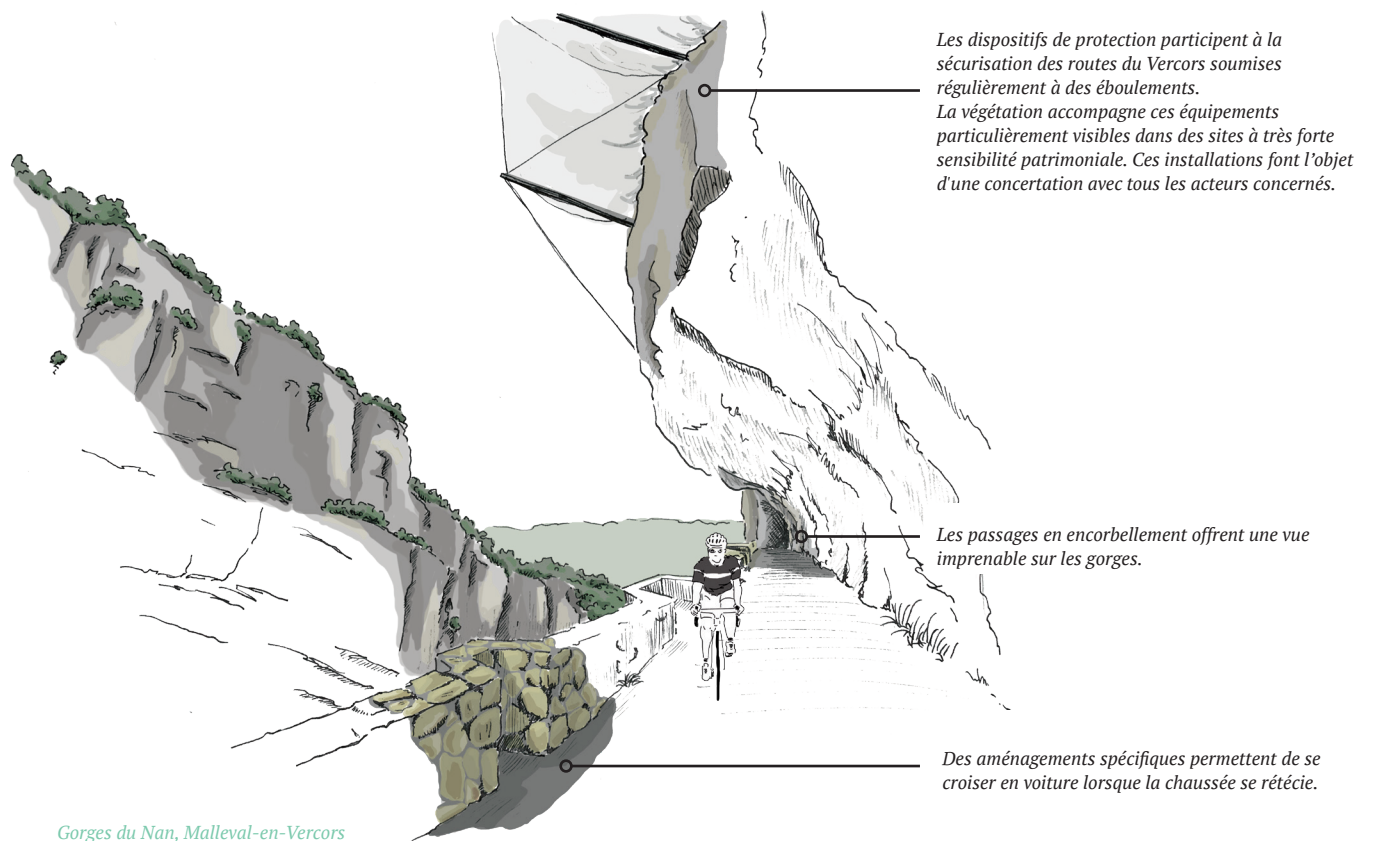 Les dispositifs de protection participent à la
sécurisation des routes du Vercors soumises
régulièrement à des éboulements.
La végétation accompagne ces équipements
particulièrement visibles dans des sites à très forte
sensibilité patrimoniale. Ces installations font l’objet
d'une concertation avec tous les acteurs concernés.
Les passages en encorbellement offrent une vue
imprenable sur les gorges.
Des aménagements spécifiques permettent de se
croiser en voiture lorsque la chaussée se rétécie.
Gorges du Nan, Malleval-en-Vercors